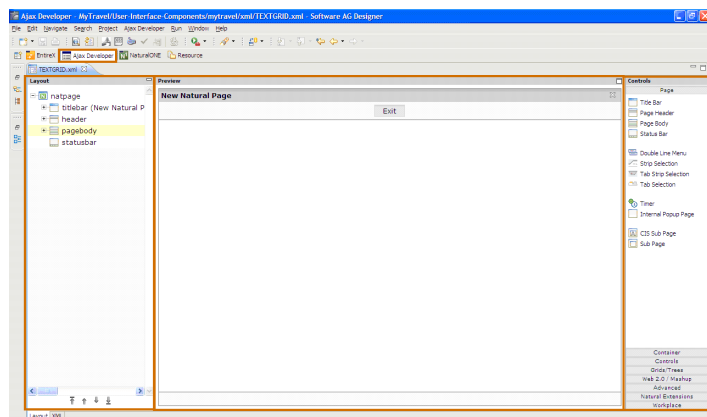 Ajax Developer - MyTravel/User-Interface-Components/mytravel/xml/TEXTGRID.xml - Software AG Designer
File Edit Navigate Search Project Ajax Developer Run Window Help
EntireX Ajax Developer NaturalONE Resource
TEXTGRID.xml
Layout
natpage
titlebar (New Natural P
header
pagebody
statusbar
Layout XML
Preview
New Natural Page
Exit
Controls
Page
Title Bar
Page Header
Page Body
Status Bar
Double Line Menu
Strip Selection
Tab Strip Selection
Tab Selection
Timer
Internal Popup Page
CIS Sub Page
Sub Page
Container
Controls
Grids/Trees
Web 2.0 / Mashup
Advanced
Natural Extensions
Workplace